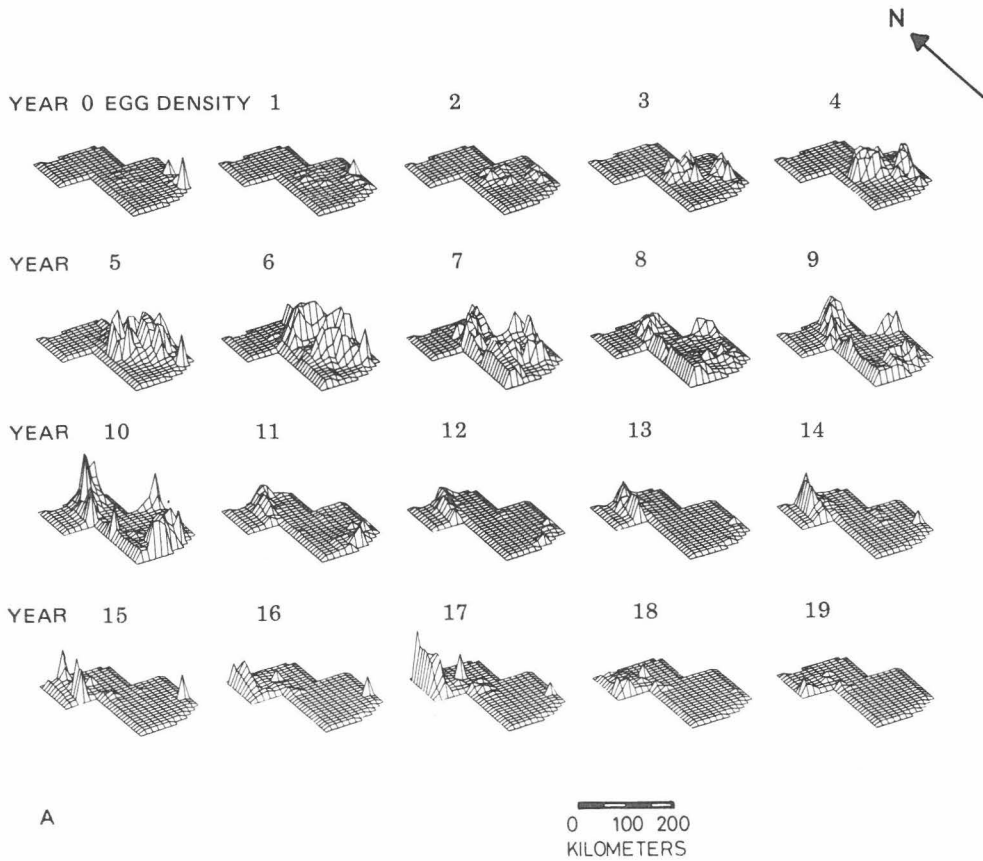 N
YEAR 0 EGG DENSITY 1 2 3 4
YEAR 5 6 7 8 9
YEAR 10 11 12 13 14
YEAR 15 16 17 18 19
A
0 100 200
KILOMETERS